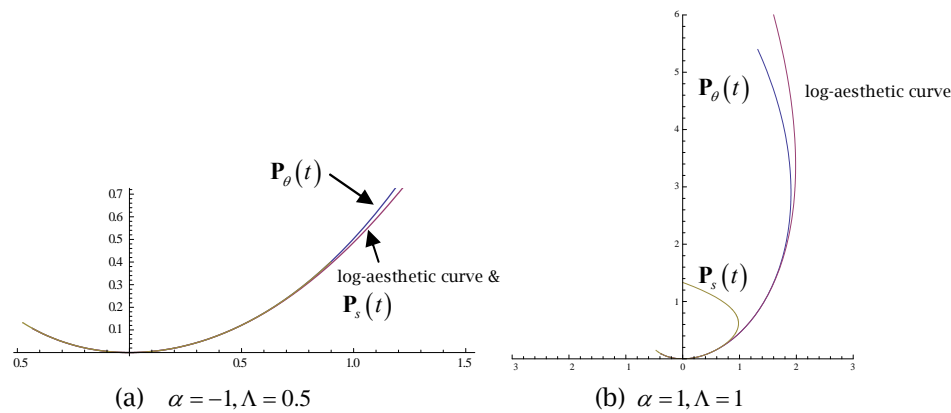 0.7
0.6
0.5
0.4
0.3
0.2
0.1
0.5 0.5 1.0 1.5
P_θ(t)
log-aesthetic curve &
P_s(t)
(a) α = −1, Λ = 0.5
6
5
4
3
2
1
3 2 1 0 1 2 3
P_θ(t)
log-aesthetic curve
P_s(t)
(b) α = 1, Λ = 1